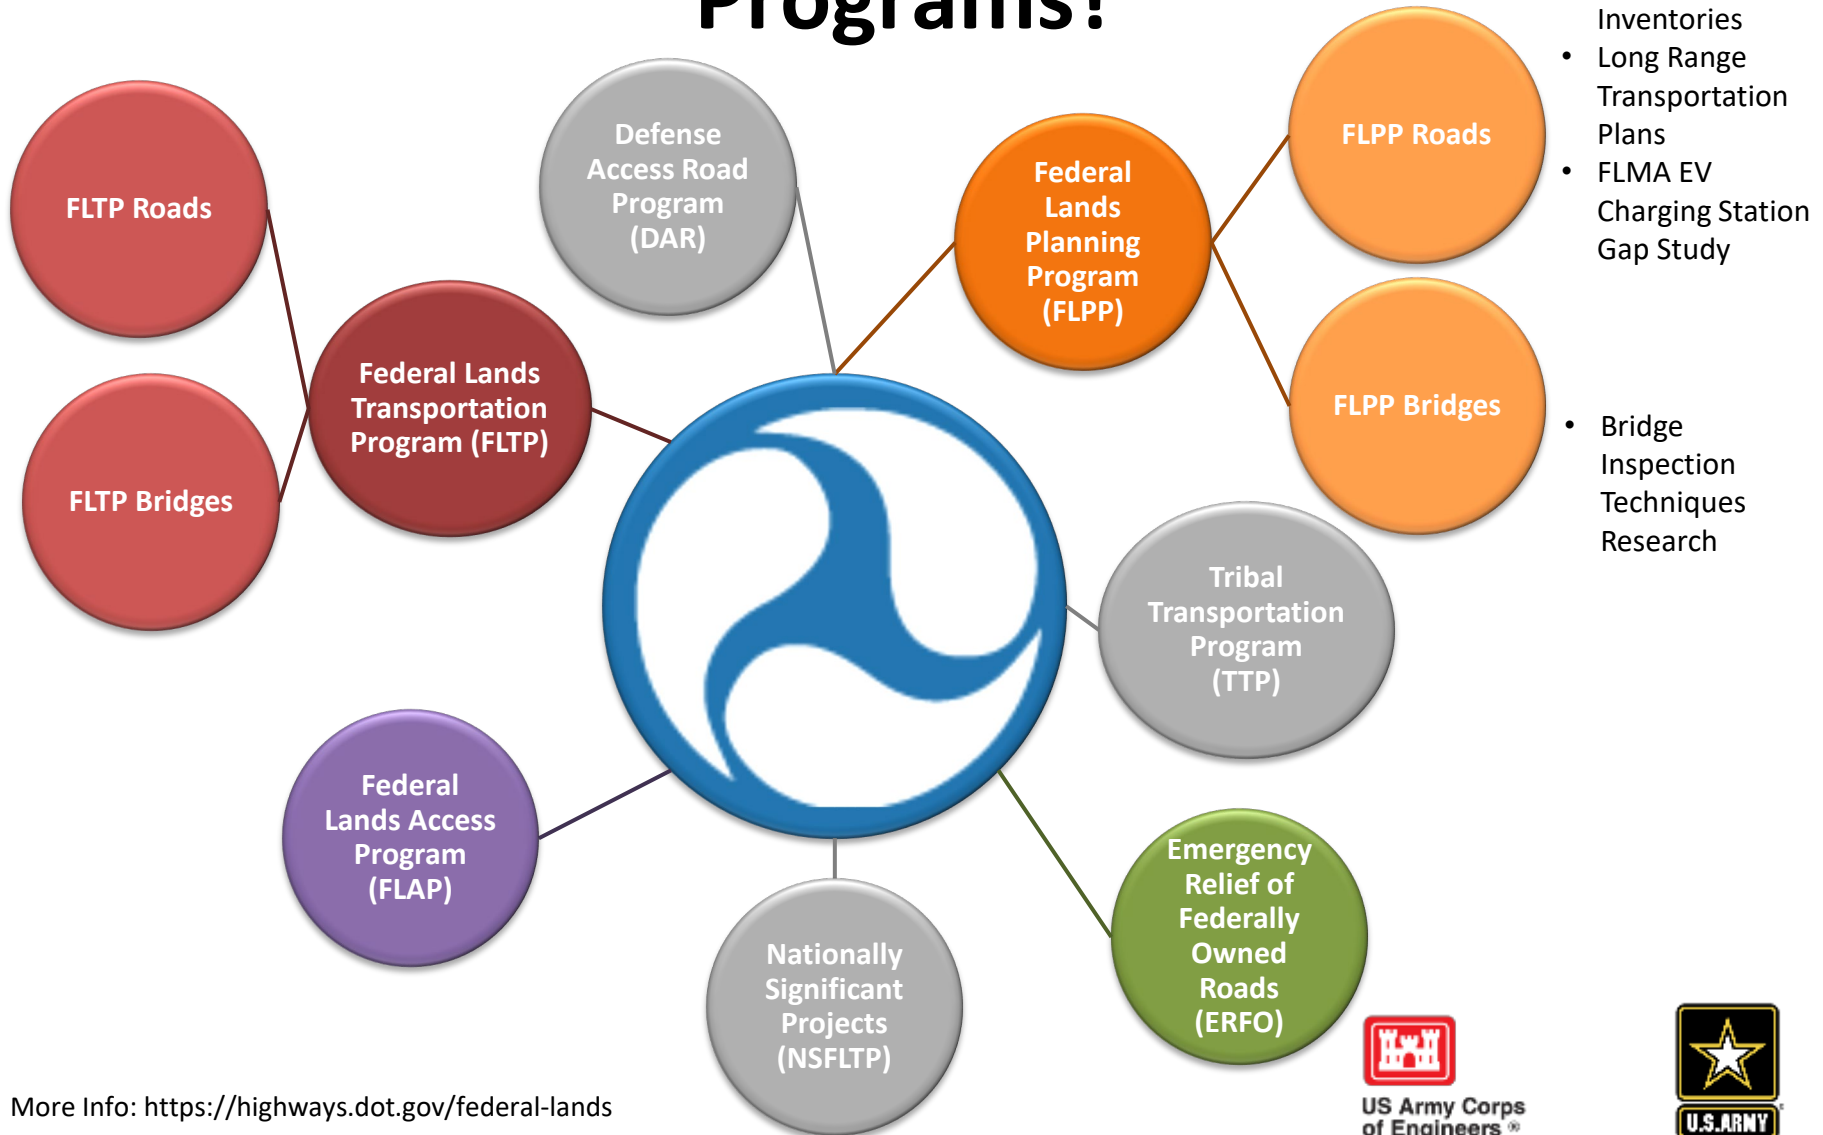 Programs?
Inventories
• Long Range
Transportation
Plans
• FLMA EV
Charging Station
Gap Study
FLPP Roads
Defense
Access Road
Program
(DAR)
Federal
Lands
Planning
Program
(FLPP)
FLTP Roads
Federal Lands
Transportation
Program (FLTP)
FLPP Bridges
• Bridge
Inspection
Techniques
Research
FLTP Bridges
Tribal
Transportation
Program
(TTP)
Federal
Lands Access
Program
(FLAP)
Emergency
Relief of
Federally
Owned
Roads
(ERFO)
Nationally
Significant
Projects
(NSFLTP)
More Info: https://highways.dot.gov/federal-lands
US Army Corps
of Engineers ®
U.S.ARMY